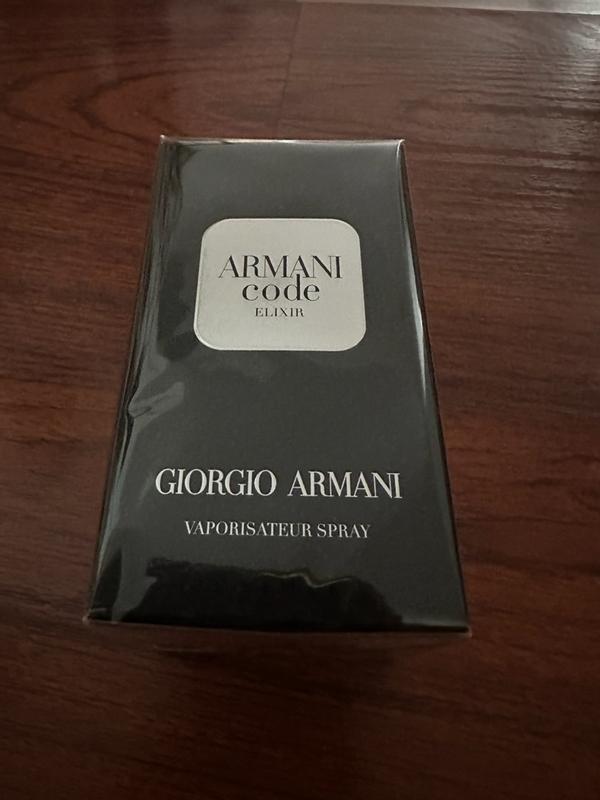 ARMANI
code
ELIXIR
GIORGIO ARMANI
VAPORISATEUR SPRAY